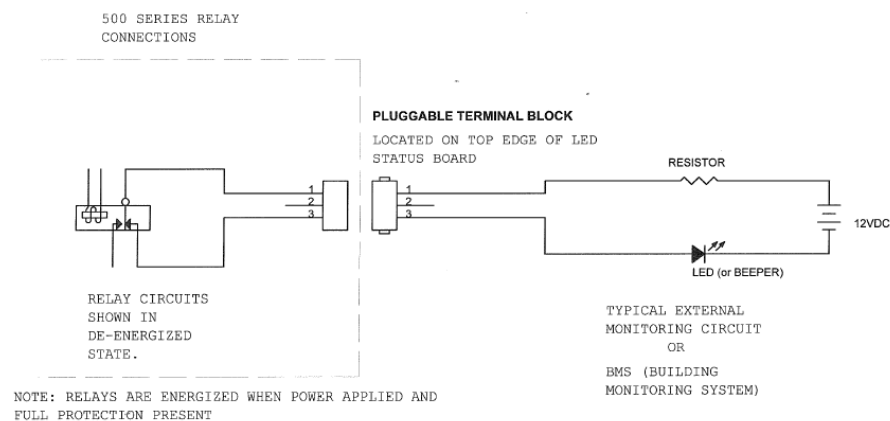 500 SERIES RELAY
CONNECTIONS
PLUGGABLE TERMINAL BLOCK
LOCATED ON TOP EDGE OF LED
STATUS BOARD
RESISTOR
1
2
3
1
2
3
12VDC
LED (or BEEPER)
RELAY CIRCUITS
SHOWN IN
DE-ENERGIZED
STATE.
TYPICAL EXTERNAL
MONITORING CIRCUIT
OR
BMS (BUILDING
MONITORING SYSTEM)
NOTE: RELAYS ARE ENERGIZED WHEN POWER APPLIED AND
FULL PROTECTION PRESENT